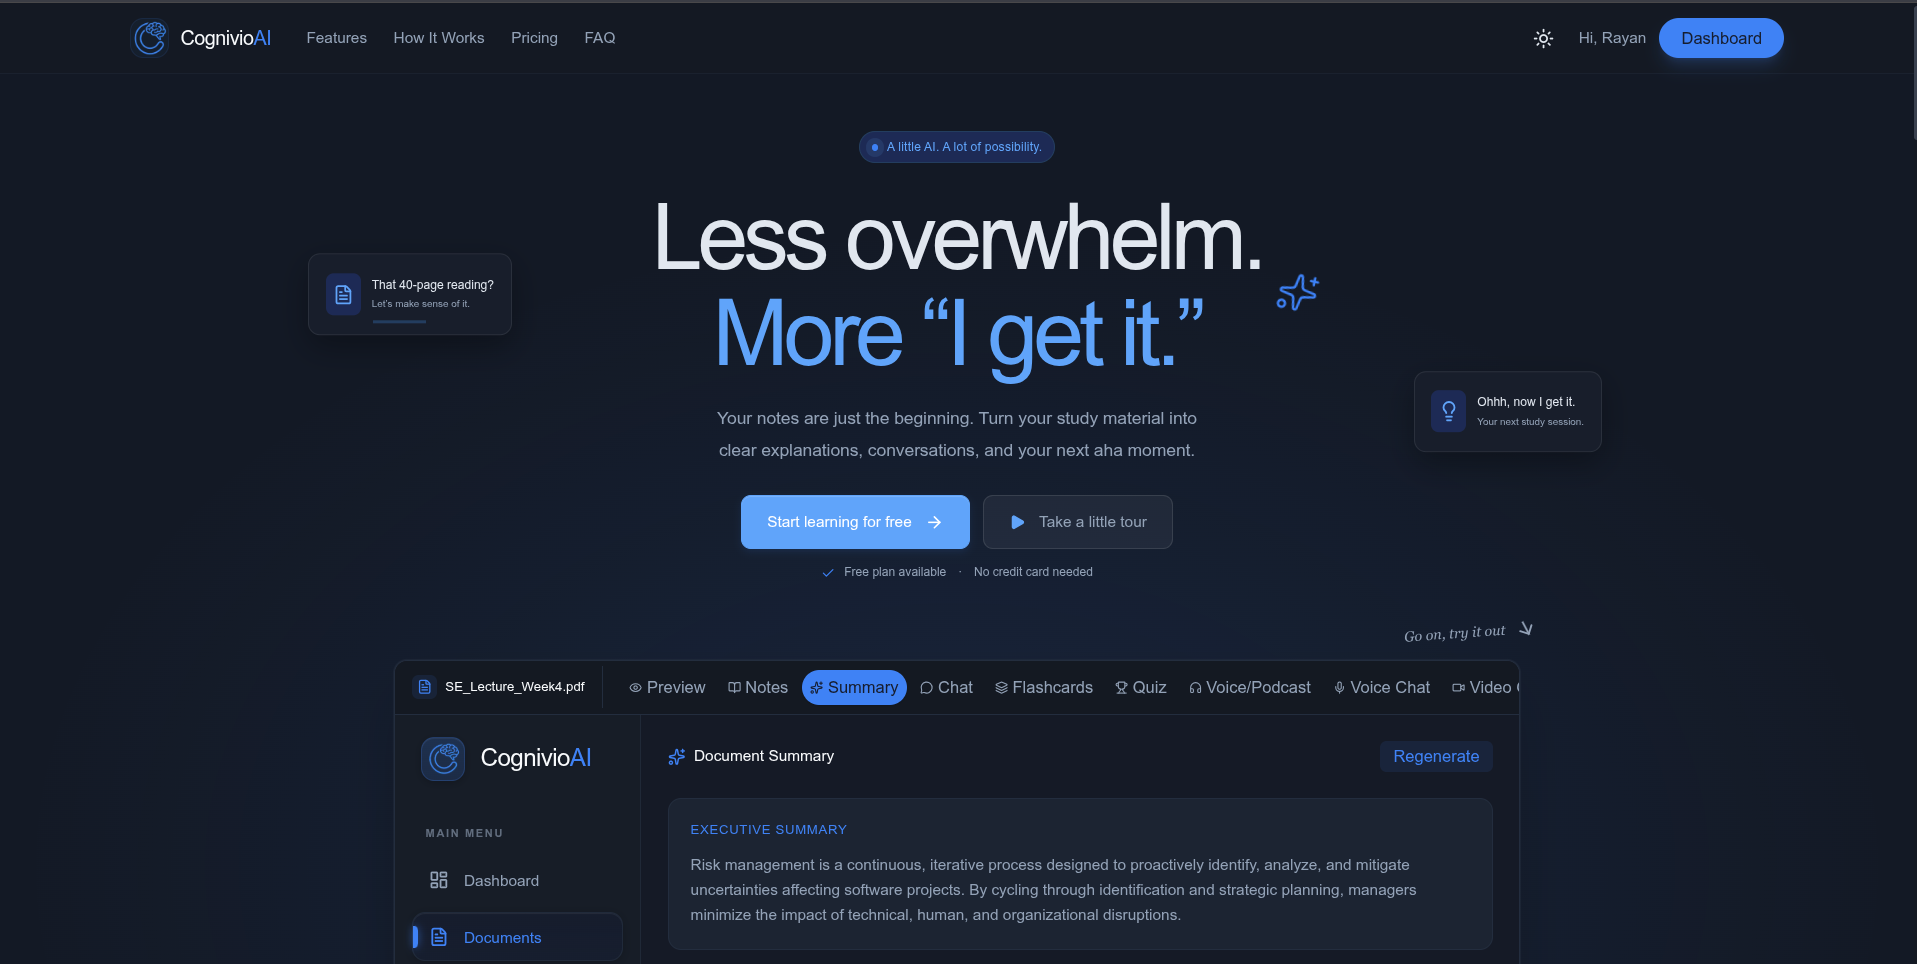 CognivioAI
Features
How It Works
Pricing
FAQ
Hi, Rayan
Dashboard
A little AI. A lot of possibility.
Less overwhelm.
More “I get it.”
That 40-page reading?
Let's make sense of it.
Ohhh, now I get it.
Your next study session.
Your notes are just the beginning. Turn your study material into
clear explanations, conversations, and your next aha moment.
Start learning for free
Take a little tour
Free plan available · No credit card needed
Go on, try it out
SE_Lecture_Week4.pdf
Preview
Notes
Summary
Chat
Flashcards
Quiz
Voice/Podcast
Voice Chat
Video
CognivioAI
MAIN MENU
Dashboard
Documents
Document Summary
Regenerate
EXECUTIVE SUMMARY
Risk management is a continuous, iterative process designed to proactively identify, analyze, and mitigate
uncertainties affecting software projects. By cycling through identification and strategic planning, managers
minimize the impact of technical, human, and organizational disruptions.